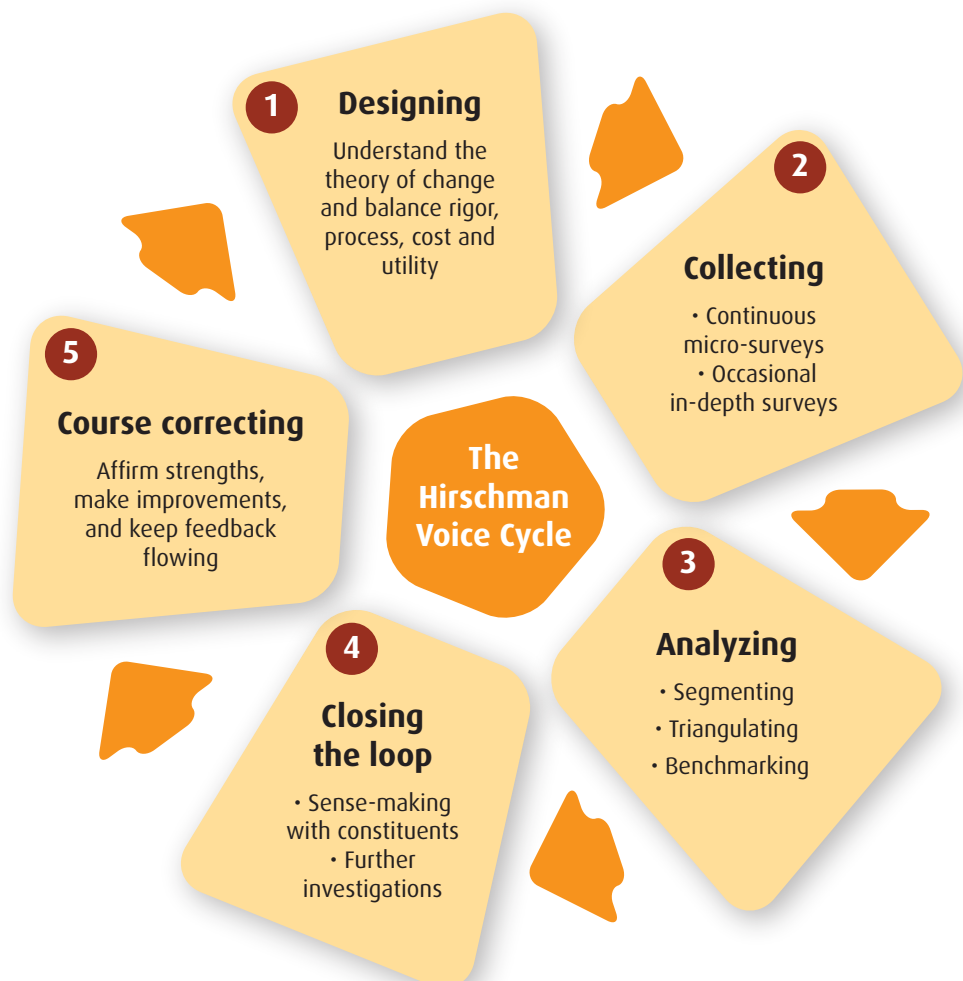 1
Designing
Understand the
theory of change
and balance rigor,
process, cost and
utility
2
Collecting
• Continuous
micro-surveys
• Occasional
in-depth surveys
3
Analyzing
• Segmenting
• Triangulating
• Benchmarking
4
Closing
the loop
• Sense-making
with constituents
• Further
investigations
5
Course correcting
Affirm strengths,
make improvements,
and keep feedback
flowing
The
Hirschman
Voice Cycle